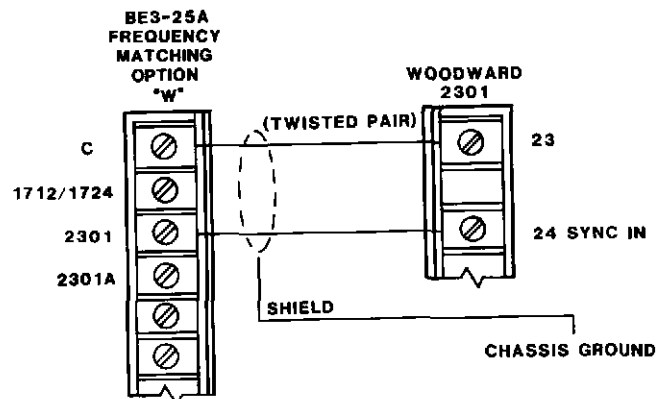 BE3-25A
FREQUENCY
MATCHING
OPTION
"W"
WOODWARD
2301
(TWISTED PAIR)
C
23
1712/1724
2301
24 SYNC IN
2301A
SHIELD
CHASSIS GROUND